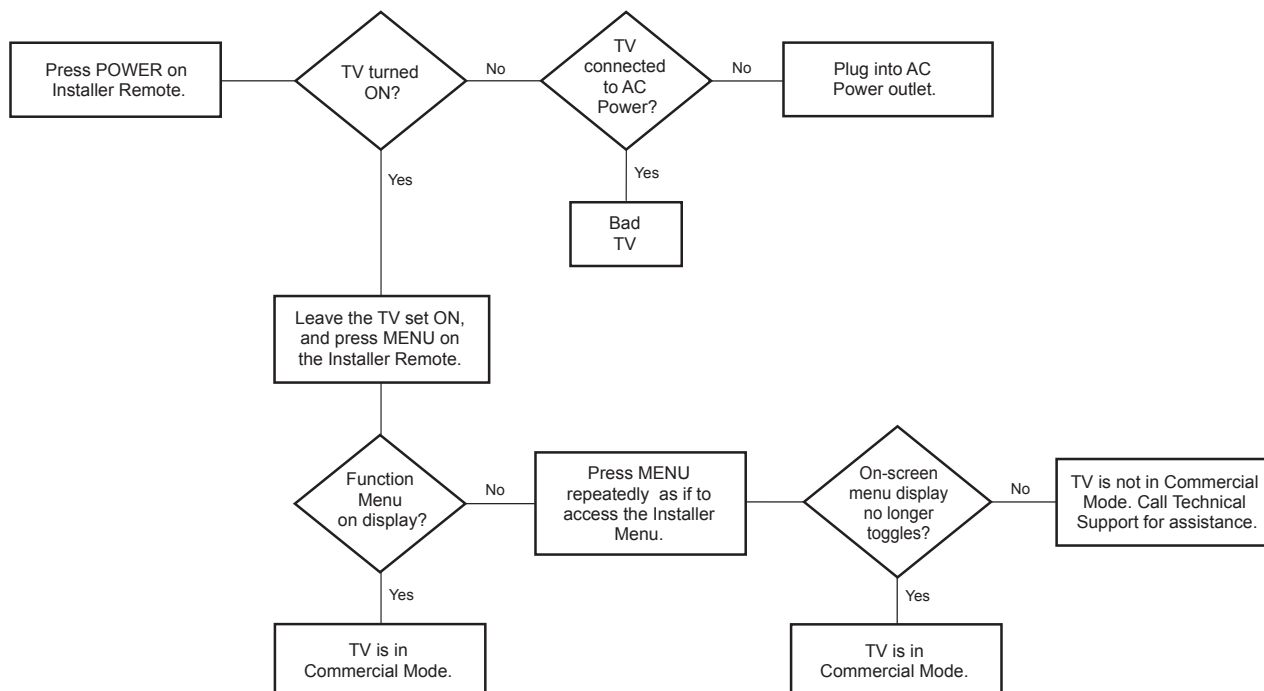 Press POWER on
Installer Remote.
TV turned
ON?
No
TV
connected
to AC
Power?
No
Plug into AC
Power outlet.
Yes
Yes
Bad
TV
Leave the TV set ON,
and press MENU on
the Installer Remote.
Function
Menu
on display?
No
Press MENU
repeatedly as if to
access the Installer
Menu.
On-screen
menu display
no longer
toggles?
No
TV is not in Commercial
Mode. Call Technical
Support for assistance.
Yes
TV is in
Commercial Mode.
Yes
TV is in
Commercial Mode.